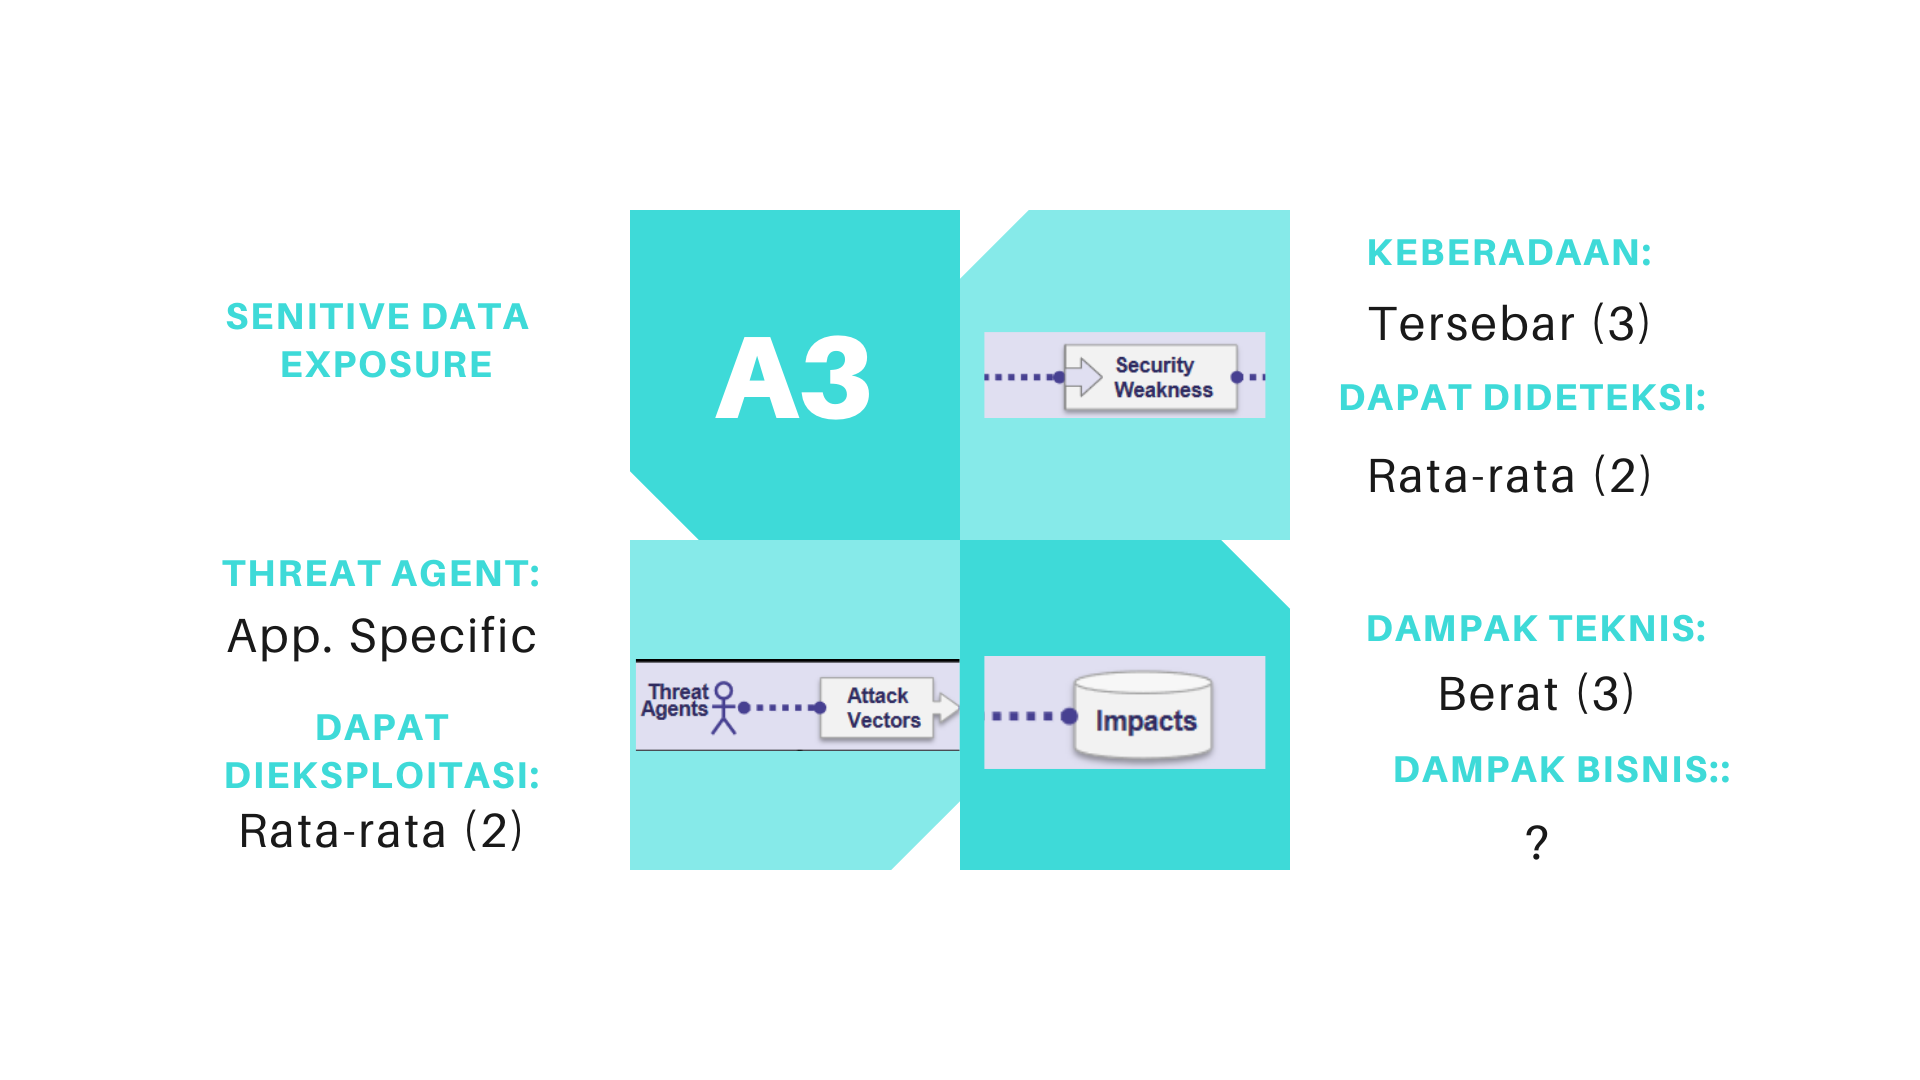 SENITIVE DATA
EXPOSURE
A3
Security
Weakness
KEBERADAAN:
Tersebar (3)
DAPAT DIDETEKSI:
Rata-rata (2)
THREAT AGENT:
App. Specific
DAPAT
DIEKSPLOITASI:
Rata-rata (2)
Threat
Agents
Attack
Vectors
Impacts
DAMPAK TEKNIS:
Berat (3)
DAMPAK BISNIS::
?